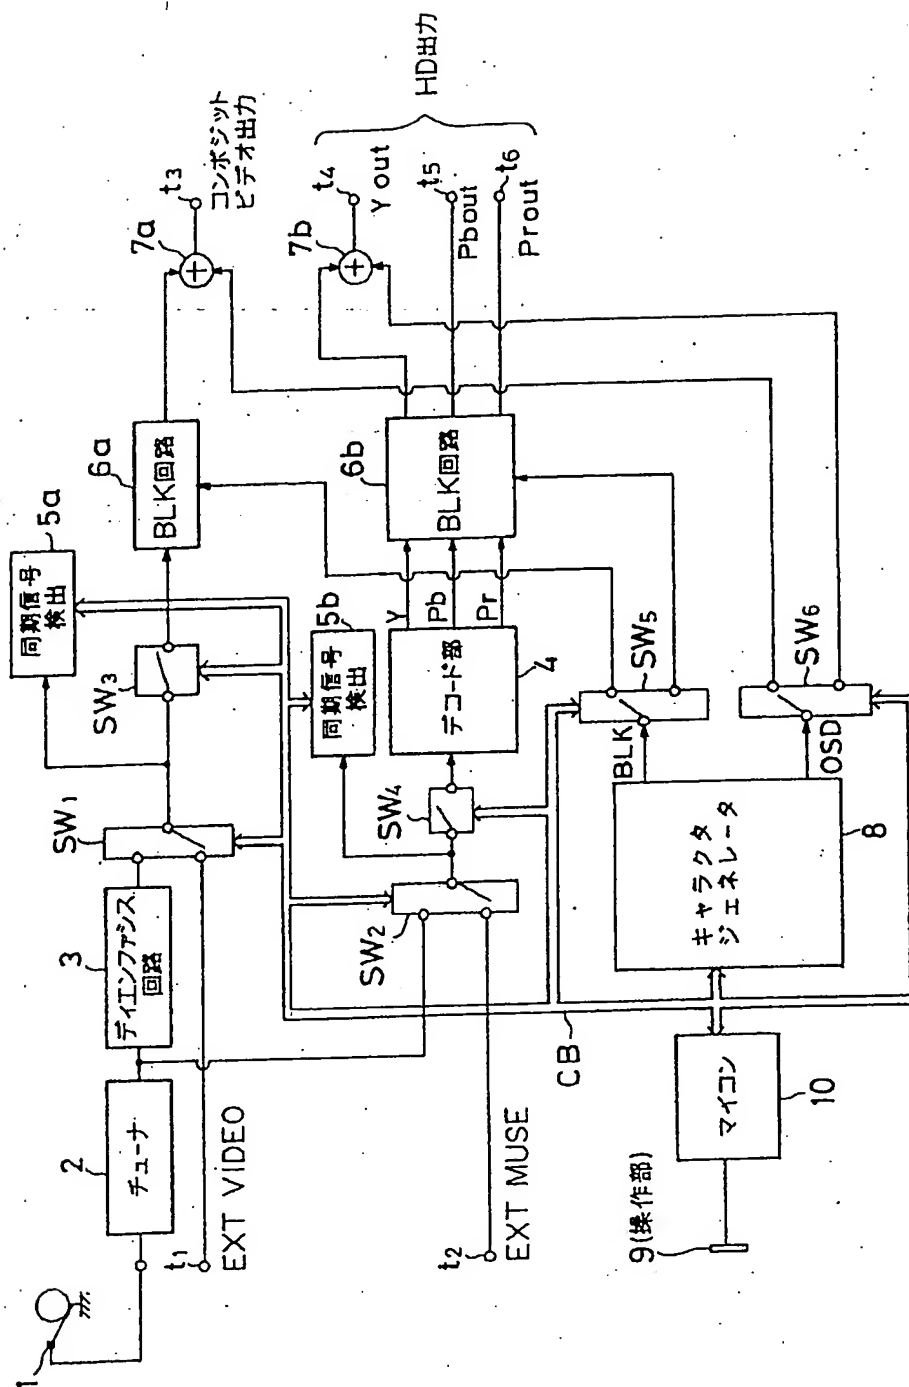 1
2
チューナ
3
ディエンファシス
回路
t1
EXT VIDEO
SW1
同期信号
検出
5a
SW3
6a
BLK回路
7a
t3
コンポジット
ビデオ出力
t2
EXT MUSE
SW2
SW4
同期信号
検出
5b
デコード部
4
Y
Pb
Pr
6b
BLK回路
7b
t4
Y out
t5
Pbout
t6
Prout
HD出力
9(操作部)
マイコン
10
CB
キャラクタ
ジェネレータ
8
BLK
OSD
SW5
SW6